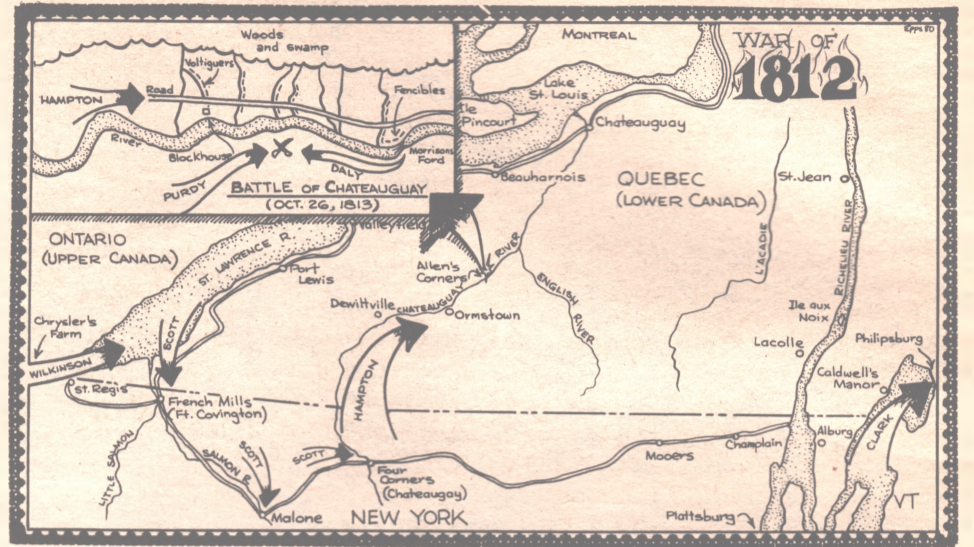 Woods
and swamp
Voltiguers
HAMPTON
Road
Fencibles
River
Blockhouse
Morrisons
Ford
PURDY
DALY
BATTLE OF CHATEAUGUAY
(OCT. 26, 1813)
MONTREAL
Epps 80
WAR OF
1812
Lake
St. Louis
Ile
Pincourt
Chateauguay
Beauharnois
QUEBEC
(LOWER CANADA)
St. Jean
L'ACADIE
RICHELIEU RIVER
ONTARIO
(UPPER CANADA)
ST. LAWRENCE R.
Valleyfield
Port
Lewis
Allen's
Corners
CHATEAUGUAY RIVER
ENGLISH
RIVER
Dewittville
Ormstown
Ile aux
Noix
Lacolle
Philipsburg
Caldwell's
Manor
Chrysler's
Farm
WILKINSON
SCOTT
St. Regis
French Mills
(Ft. Covington)
HAMPTON
LITTLE SALMON
SALMON R.
SCOTT
SCOTT
Four
Corners
(Chateaugay)
Malone
NEW YORK
Mooers
Champlain
Alburg
CLARK
Plattsburg
VT